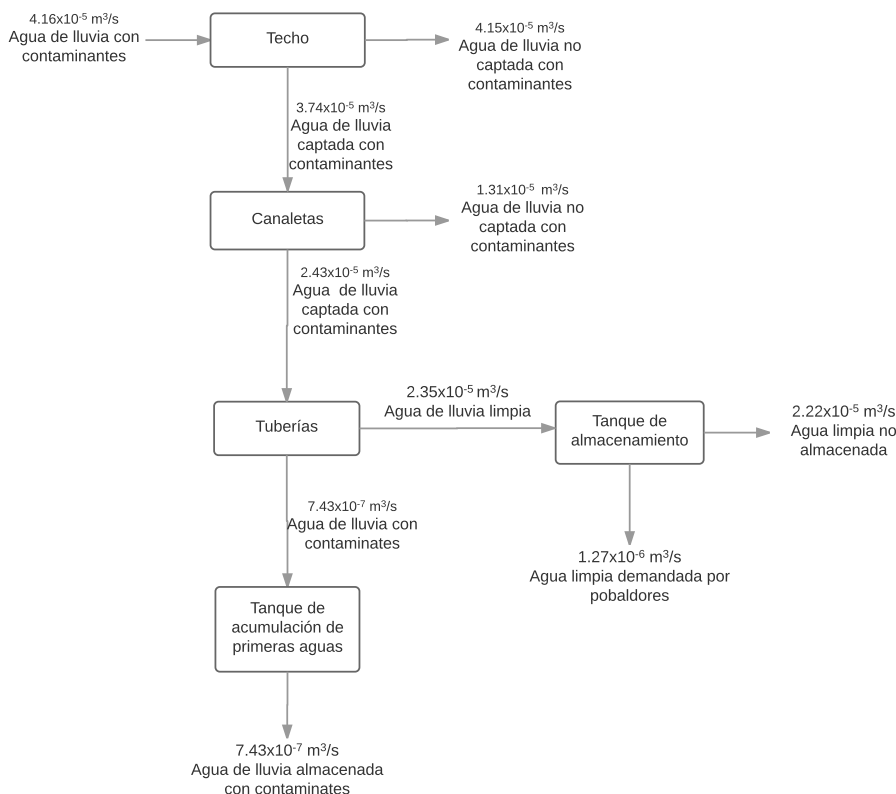 4.16x10⁻⁵ m³/s
Agua de lluvia con
contaminantes
Techo
4.15x10⁻⁵ m³/s
Agua de lluvia no
captada con
contaminantes
3.74x10⁻⁵ m³/s
Agua de lluvia
captada con
contaminantes
Canaletas
1.31x10⁻⁵ m³/s
Agua de lluvia no
captada con
contaminantes
2.43x10⁻⁵ m³/s
Agua de lluvia
captada con
contaminantes
Tuberías
2.35x10⁻⁵ m³/s
Agua de lluvia limpia
Tanque de
almacenamiento
2.22x10⁻⁵ m³/s
Agua limpia no
almacenada
7.43x10⁻⁷ m³/s
Agua de lluvia con
contaminates
1.27x10⁻⁶ m³/s
Agua limpia demandada por
pobaldores
Tanque de
acumulación de
primeras aguas
7.43x10⁻⁷ m³/s
Agua de lluvia almacenada
con contaminates